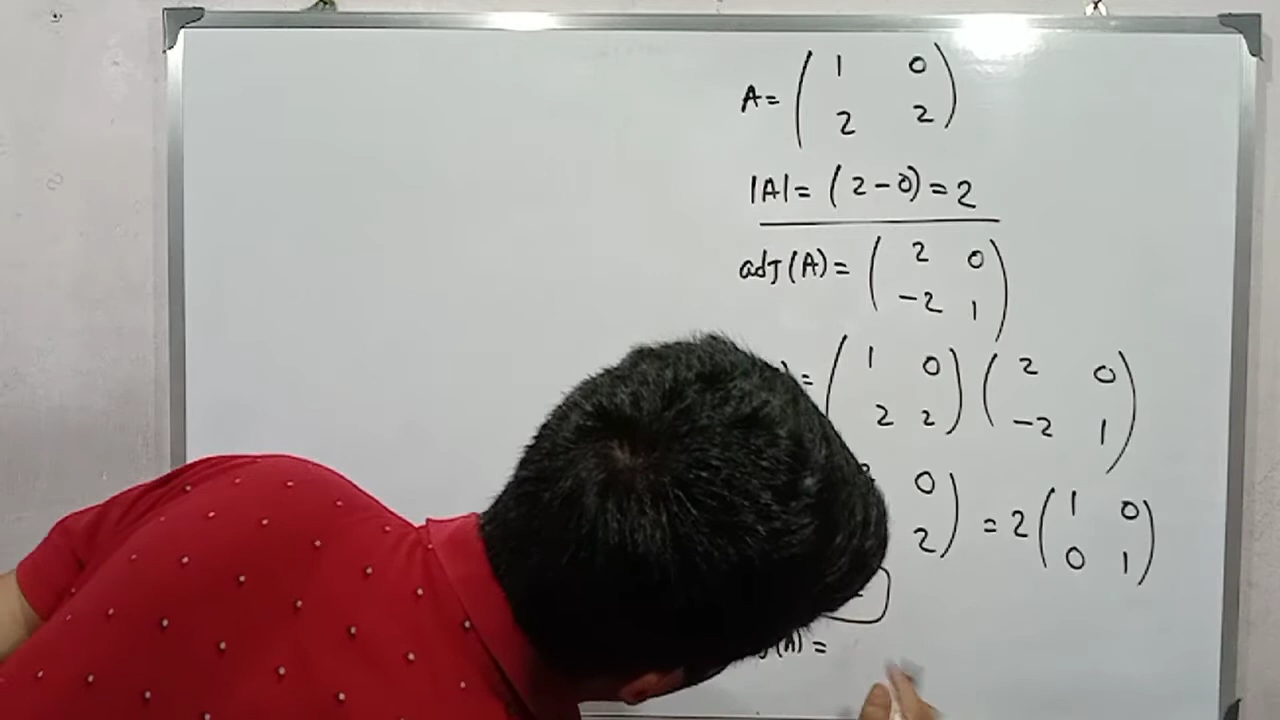 A = ( 1 0
2 2 )
|A| = ( 2 - 0) = 2
adJ (A) = ( 2 0
-2 1 )
) = ( 1 0
2 2 ) ( 2 0
-2 1 )
0
2 ) = 2 ( 1 0
0 1 )
J (A) =